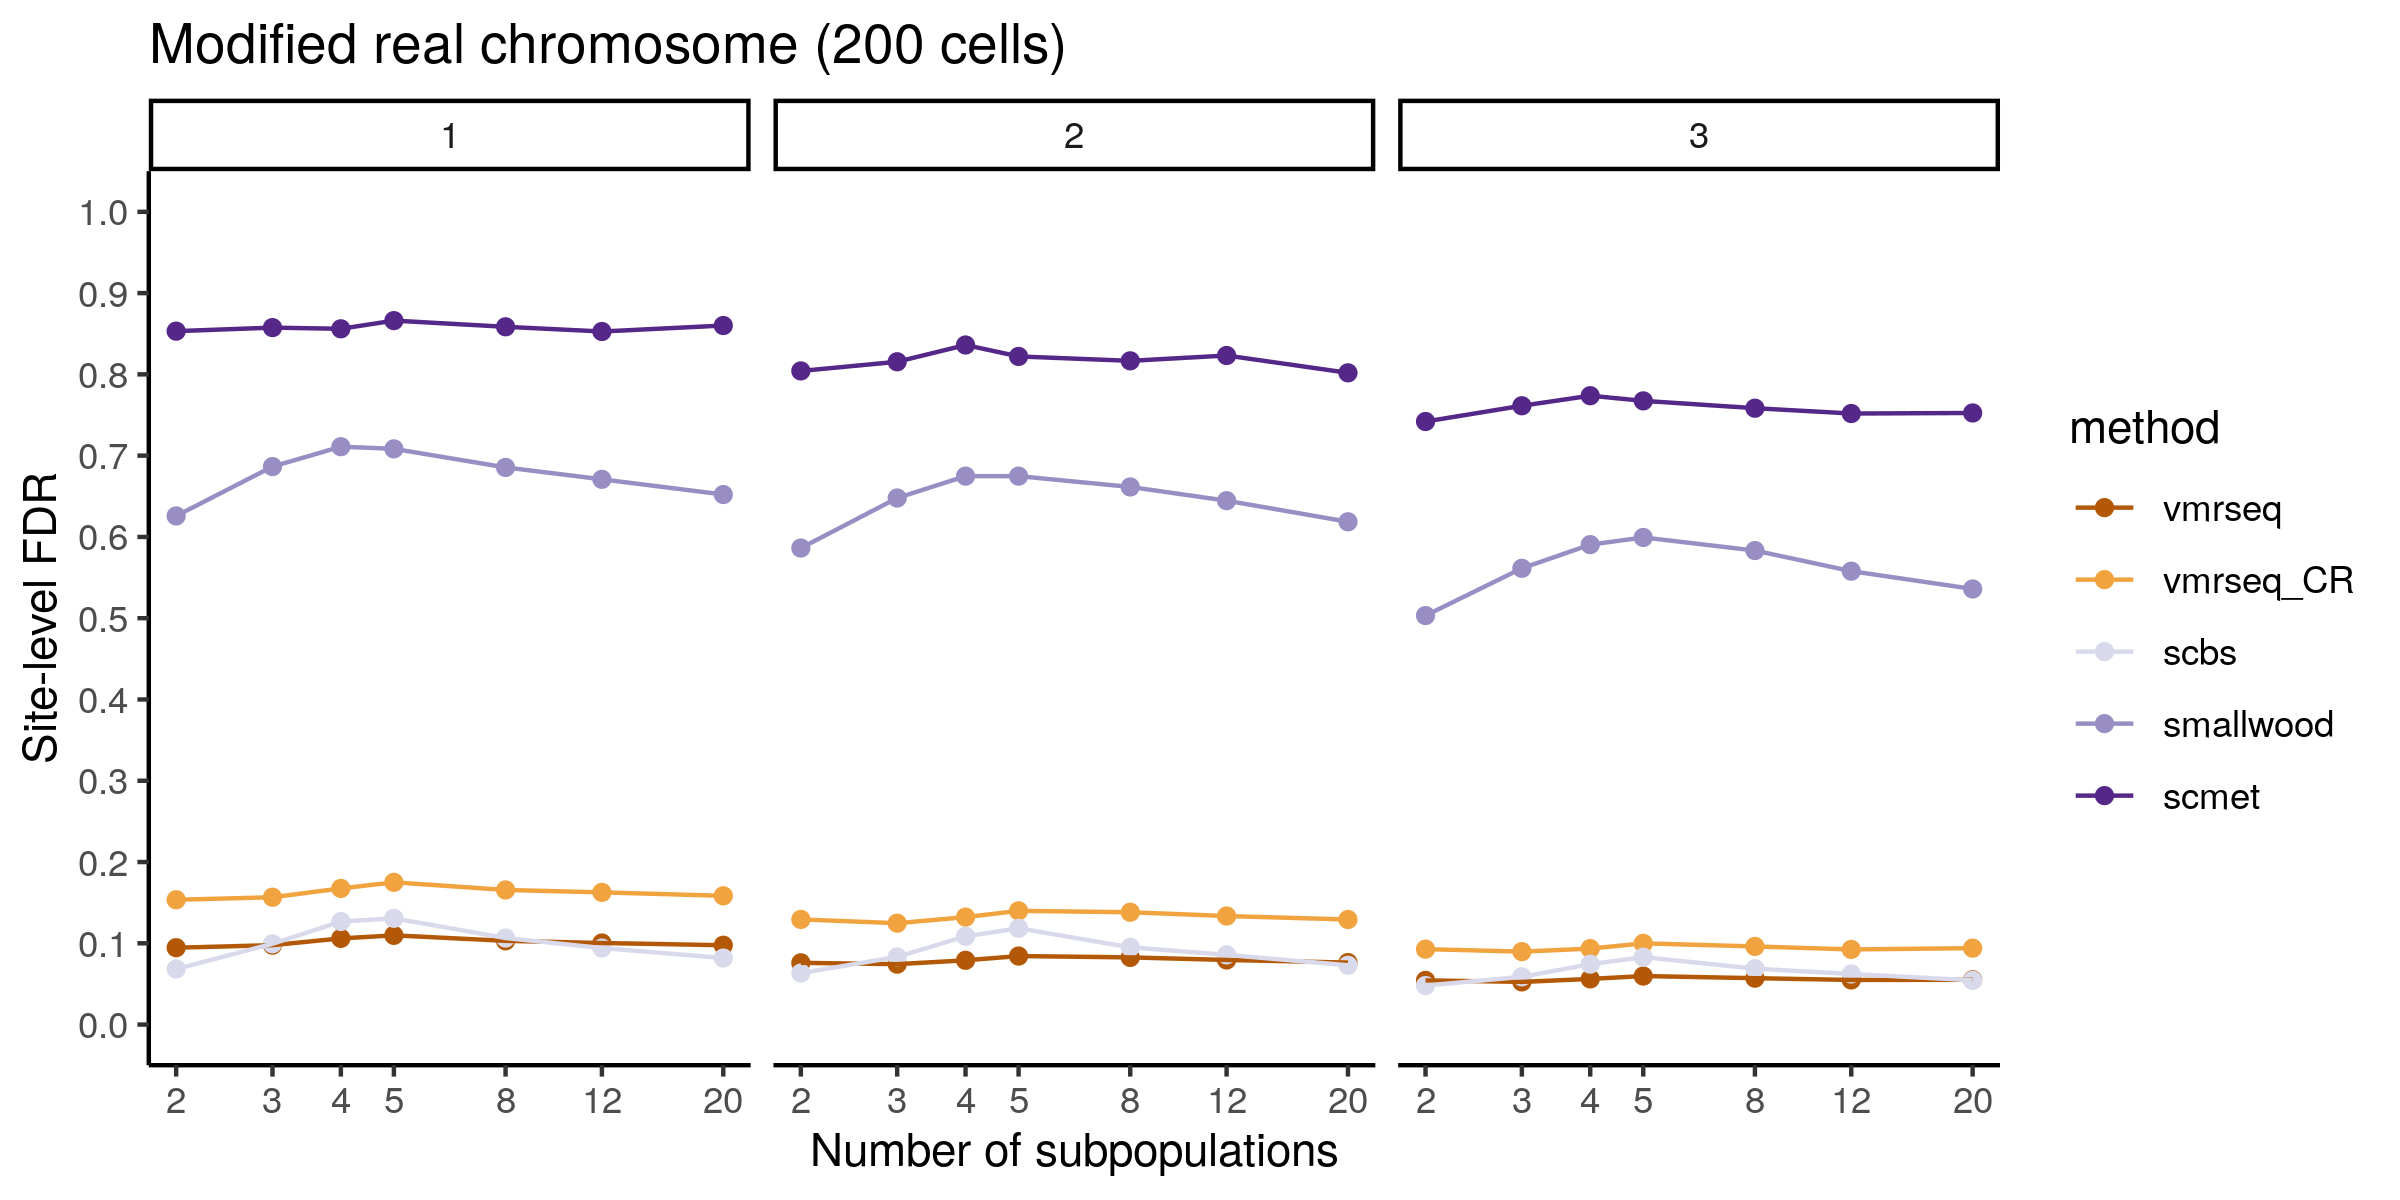 Modified real chromosome (200 cells)
1 2 3
1.0
0.9
0.8
0.7
0.6
0.5
0.4
0.3
0.2
0.1
0.0
Site-level FDR
2 3 4 5 8 12 20 2 3 4 5 8 12 20 2 3 4 5 8 12 20
Number of subpopulations
method
vmrseq
vmrseq_CR
scbs
smallwood
scmet